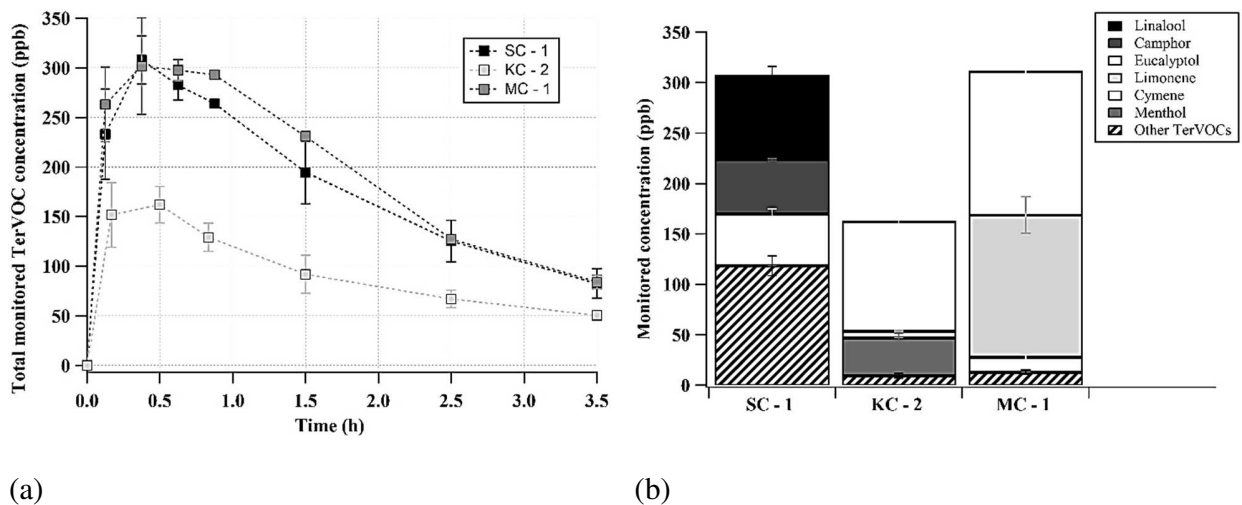 Total monitored TerVOC concentration (ppb)
350
300
250
200
150
100
50
0
0.0 0.5 1.0 1.5 2.0 2.5 3.0 3.5
Time (h)
SC - 1
KC - 2
MC - 1
(a)
Monitored concentration (ppb)
350
300
250
200
150
100
50
0
SC - 1 KC - 2 MC - 1
Linalool
Camphor
Eucalyptol
Limonene
Cymene
Menthol
Other TerVOCs
(b)